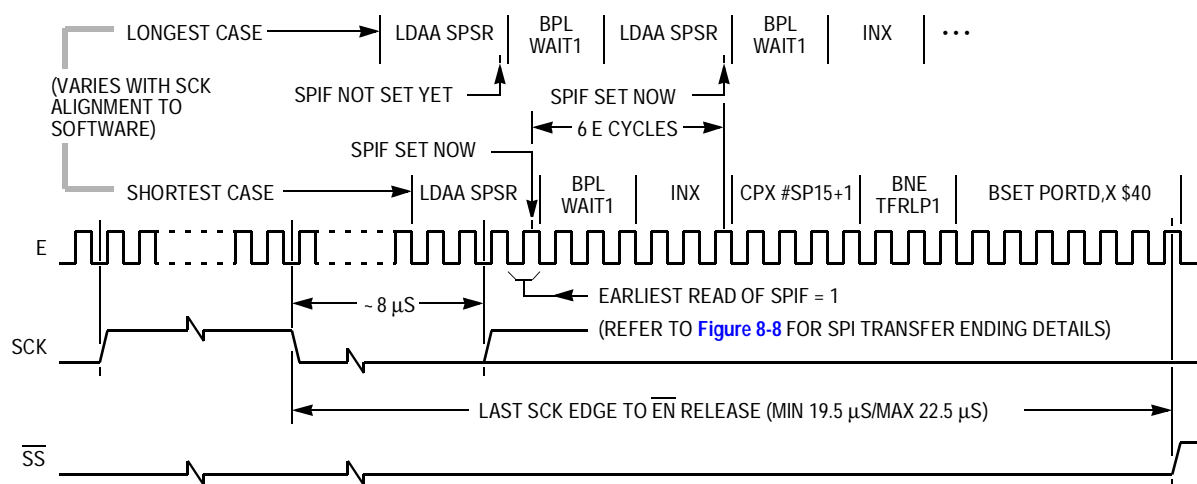 LONGEST CASE
LDAA SPSR
BPL
WAIT1
LDAA SPSR
BPL
WAIT1
INX
•••
(VARIES WITH SCK
ALIGNMENT TO
SOFTWARE)
SPIF NOT SET YET
SPIF SET NOW
6 E CYCLES
SPIF SET NOW
SHORTEST CASE
LDAA SPSR
BPL
WAIT1
INX
CPX #SP15+1
BNE
TFRLP1
BSET PORTD,X $40
E
EARLIEST READ OF SPIF = 1
~ 8 µS
(REFER TO Figure 8-8 FOR SPI TRANSFER ENDING DETAILS)
SCK
LAST SCK EDGE TO EN RELEASE (MIN 19.5 µS/MAX 22.5 µS)
SS